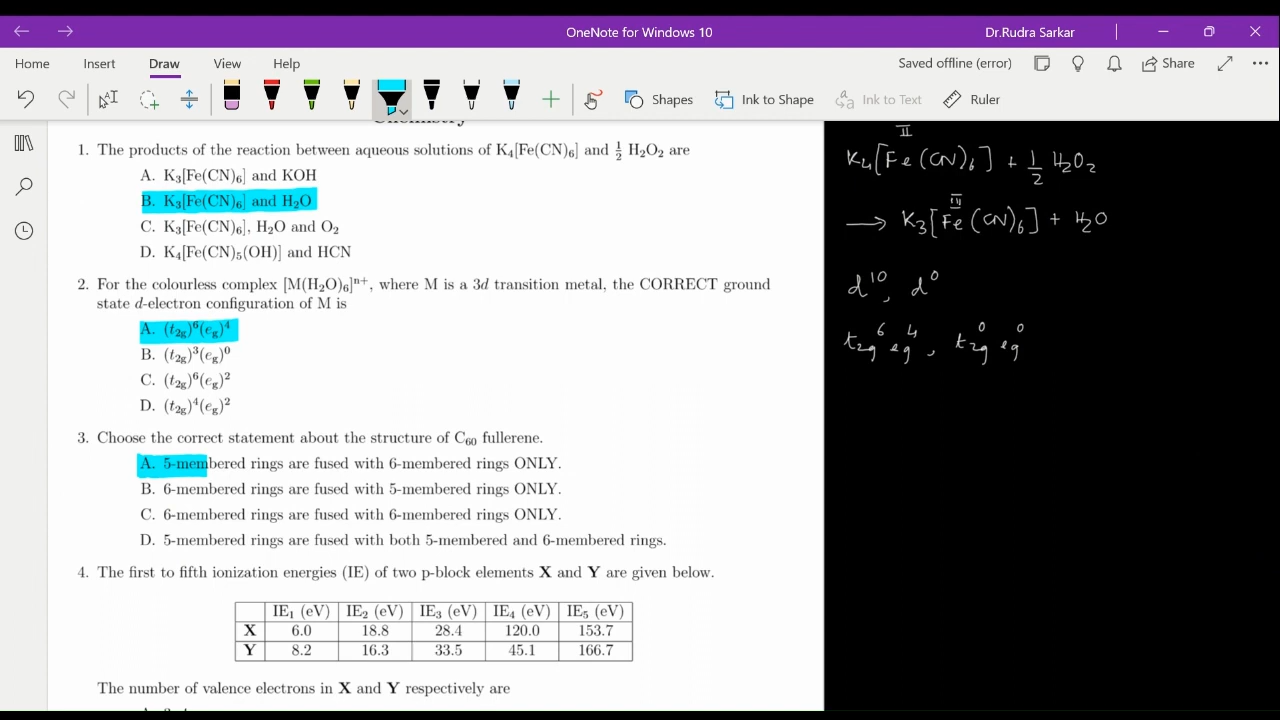 OneNote for Windows 10
Dr.Rudra Sarkar
Home Insert Draw View Help
Saved offline (error)
Share
Shapes
Ink to Shape
Ink to Text
Ruler
Chemistry
1. The products of the reaction between aqueous solutions of K₄[Fe(CN)₆] and ½ H₂O₂ are
A. K₃[Fe(CN)₆] and KOH
B. K₃[Fe(CN)₆] and H₂O
C. K₃[Fe(CN)₆], H₂O and O₂
D. K₄[Fe(CN)₅(OH)] and HCN
2. For the colourless complex [M(H₂O)₆]ⁿ⁺, where M is a 3d transition metal, the CORRECT ground
state d-electron configuration of M is
A. (t₂g)⁶(eg)⁴
B. (t₂g)³(eg)⁰
C. (t₂g)⁶(eg)²
D. (t₂g)⁴(eg)²
3. Choose the correct statement about the structure of C₆₀ fullerene.
A. 5-membered rings are fused with 6-membered rings ONLY.
B. 6-membered rings are fused with 5-membered rings ONLY.
C. 6-membered rings are fused with 6-membered rings ONLY.
D. 5-membered rings are fused with both 5-membered and 6-membered rings.
4. The first to fifth ionization energies (IE) of two p-block elements X and Y are given below.
IE₁ (eV) IE₂ (eV) IE₃ (eV) IE₄ (eV) IE₅ (eV)
X 6.0 18.8 28.4 120.0 153.7
Y 8.2 16.3 33.5 45.1 166.7
The number of valence electrons in X and Y respectively are
II
K₄[Fe(CN)₆] + ½ H₂O₂
III
⟶ K₃[Fe(CN)₆] + H₂O
d¹⁰, d⁰
t₂g⁶ eg⁴, t₂g⁰ eg⁰